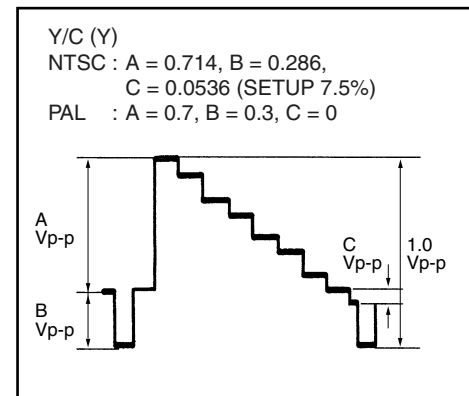 Y/C (Y)
NTSC : A = 0.714, B = 0.286,
C = 0.0536 (SETUP 7.5%)
PAL : A = 0.7, B = 0.3, C = 0
A
Vp-p
B
Vp-p
C
Vp-p
1.0
Vp-p